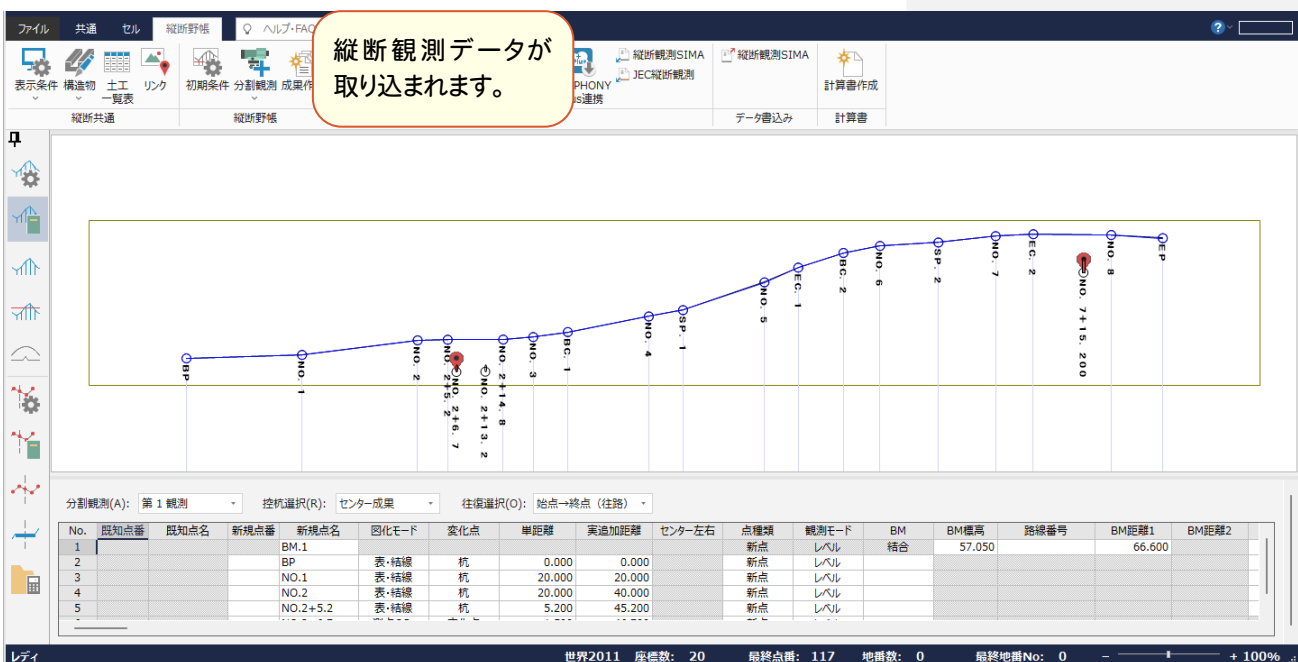 ファイル 共通 セル 縦断野帳 ヘルプ・FAQ
縦断観測データが
取り込まれます。
表示条件 構造物 土工
一覧表 リンク
初期条件 分割観測
縦断観測SIMA
JEC縦断観測
縦断観測SIMA
計算書作成
縦断共通 縦断野帳 データ書込み 計算書
BP
NO. 1
NO. 2
NO. 2+5. 2
NO. 2+6. 7
NO. 2+13. 2
NO. 2+14. 8
NO. 3
BC. 1
NO. 4
SP. 1
NO. 5
EC. 1
BC. 2
NO. 6
SP. 2
NO. 7
EC. 2
NO. 7+15. 200
NO. 8
EP
分割観測(A): 第1観測 控杭選択(R): センター成果 往復選択(O): 始点→終点（往路）
No. 既知点番 既知点名 新規点番 新規点名 図化モード 変化点 単距離 実追加距離 センター左右 点種類 観測モード BM BM標高 路線番号 BM距離1 BM距離2
1 BM.1 新点 レベル 結合 57.050 66.600
2 BP 表・結線 杭 0.000 0.000 新点 レベル
3 NO.1 表・結線 杭 20.000 20.000 新点 レベル
4 NO.2 表・結線 杭 20.000 40.000 新点 レベル
5 NO.2+5.2 表・結線 杭 5.200 45.200 新点 レベル
レディ 世界2011 座標数: 20 最終点番: 117 地番数: 0 最終地番No: 0 － + 100%